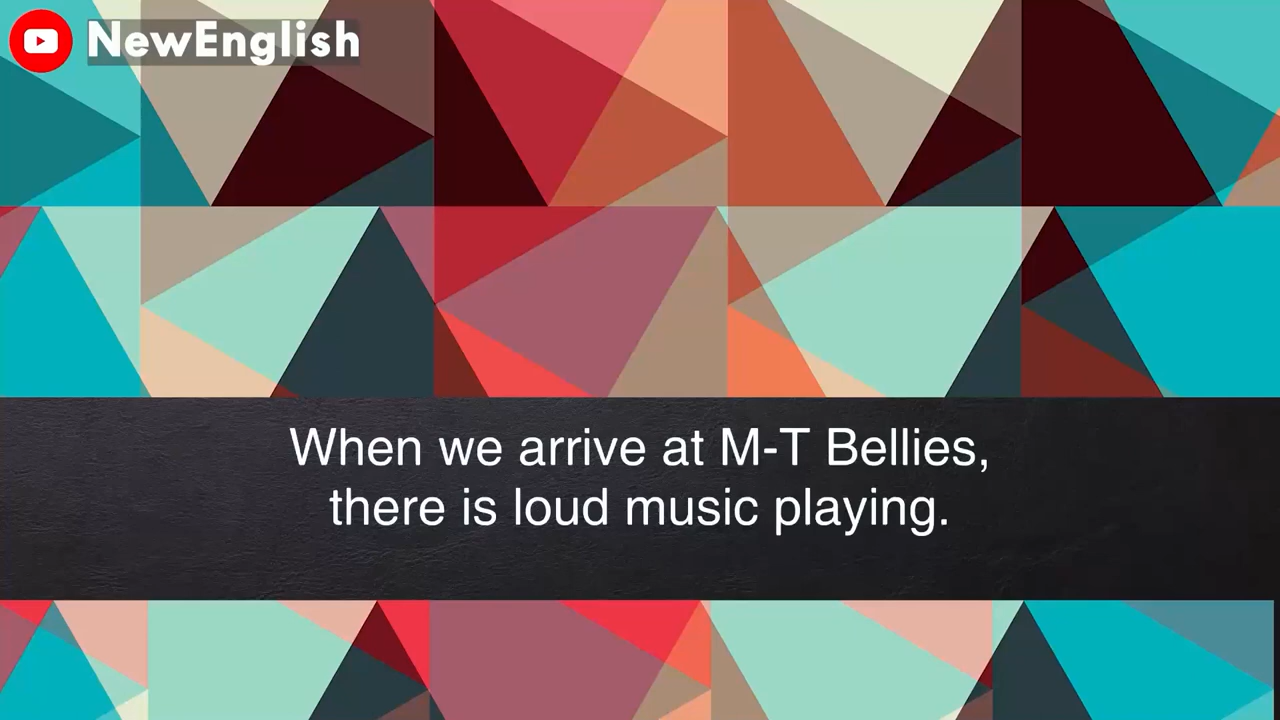 NewEnglish
When we arrive at M-T Bellies,
there is loud music playing.